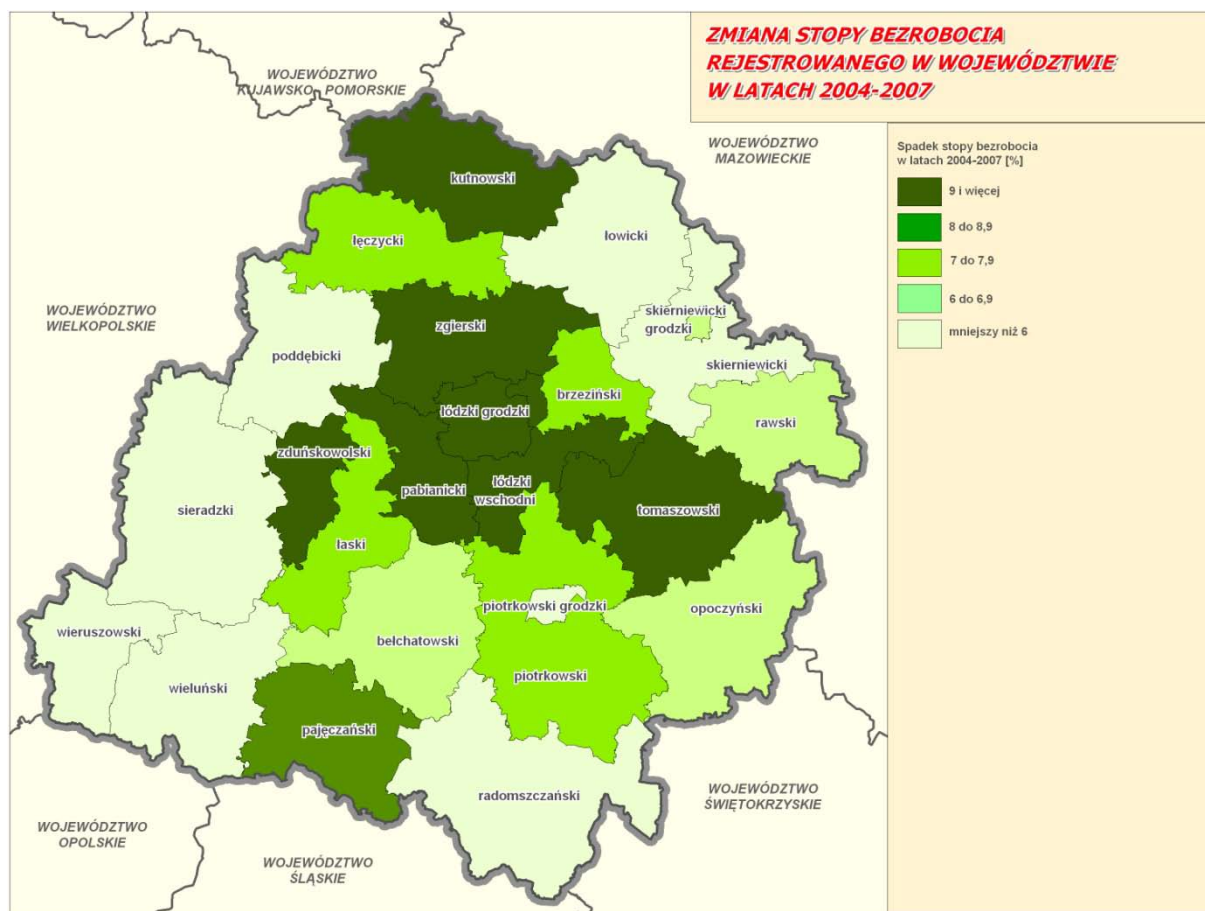 ZMIANA STOPY BEZROBOCIA
REJESTROWANEGO W WOJEWÓDZTWIE
W LATACH 2004-2007
WOJEWÓDZTWO
KUJAWSKO - POMORSKIE
WOJEWÓDZTWO
MAZOWIECKIE
Spadek stopy bezrobocia
w latach 2004-2007 [%]
9 i więcej
8 do 8,9
7 do 7,9
6 do 6,9
mniejszy niż 6
kutnowski
łęczycki
łowicki
WOJEWÓDZTWO
WIELKOPOLSKIE
skierniewicki
grodzki
zgierski
poddębicki
skierniewicki
brzeziński
łódzki grodzki
rawski
zduńskowolski
pabianicki
łódzki
wschodni
sieradzki
tomaszowski
łaski
piotrkowski grodzki
opoczyński
wieruszowski
bełchatowski
wieluński
piotrkowski
pajęczański
radomszczański
WOJEWÓDZTWO
ŚWIĘTOKRZYSKIE
WOJEWÓDZTWO
OPOLSKIE
WOJEWÓDZTWO
ŚLĄSKIE